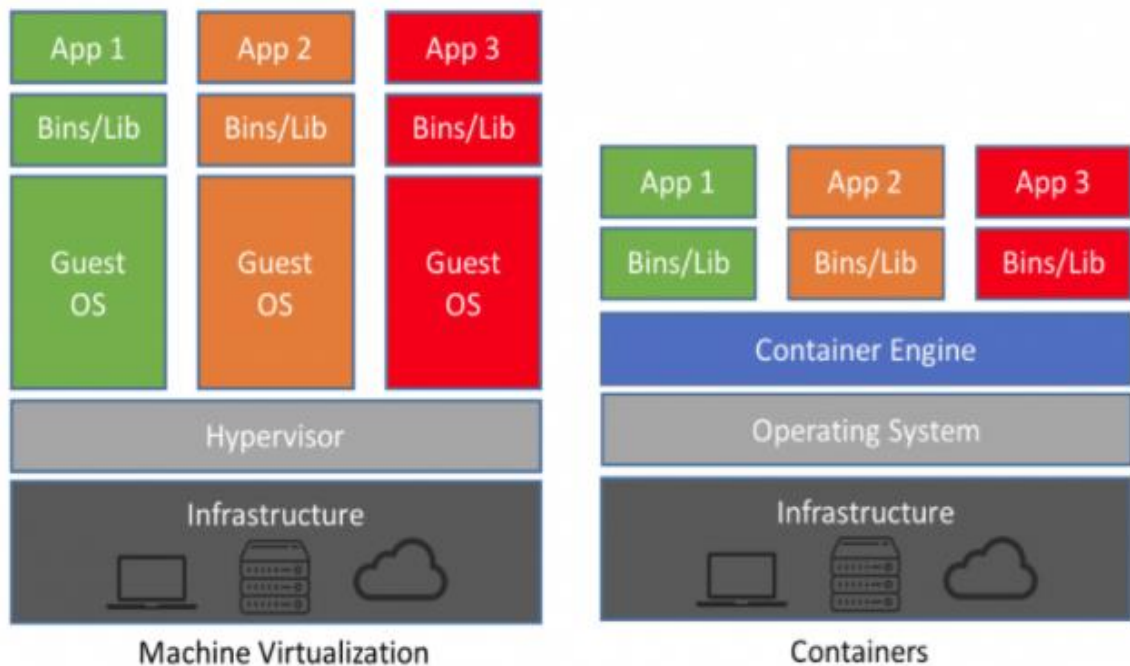 App 1
App 2
App 3
Bins/Lib
Bins/Lib
Bins/Lib
Guest
OS
Guest
OS
Guest
OS
Hypervisor
Infrastructure
Machine Virtualization
App 1
App 2
App 3
Bins/Lib
Bins/Lib
Bins/Lib
Container Engine
Operating System
Infrastructure
Containers